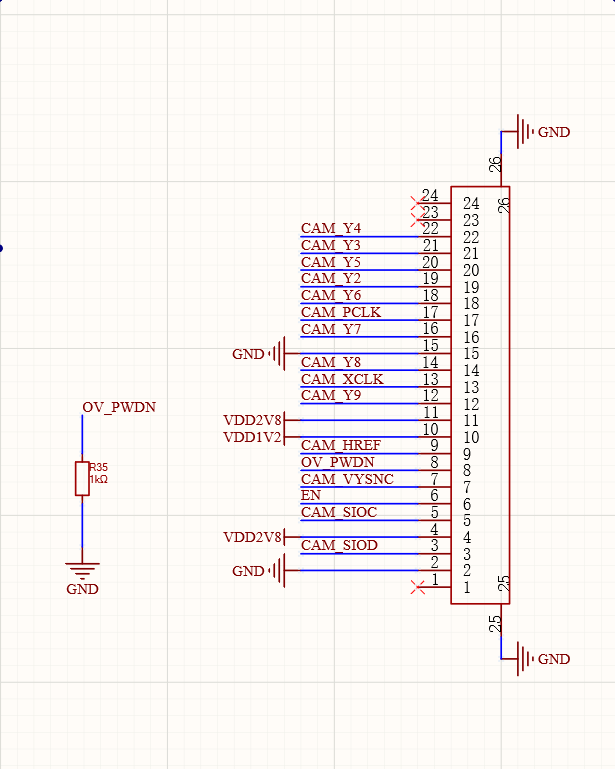 GND
26
26
24 24
23 23
CAM_Y4 22 22
CAM_Y3 21 21
CAM_Y5 20 20
CAM_Y2 19 19
CAM_Y6 18 18
CAM_PCLK 17 17
CAM_Y7 16 16
GND 15 15
CAM_Y8 14 14
CAM_XCLK 13 13
CAM_Y9 12 12
VDD2V8 11 11
VDD1V2 10 10
CAM_HREF 9 9
OV_PWDN 8 8
CAM_VYSNC 7 7
EN 6 6
CAM_SIOC 5 5
VDD2V8 4 4
CAM_SIOD 3 3
GND 2 2
1 1
25
25
GND
OV_PWDN
R35
1kΩ
GND